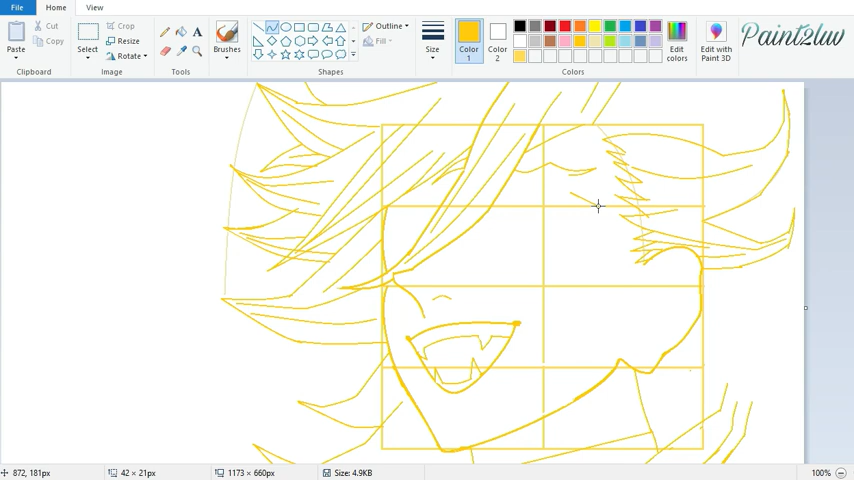 File Home View
Paste Cut Copy Clipboard
Select Crop Resize Rotate Image
Tools
Brushes
Outline Fill Shapes
Size
Color 1 Color 2 Colors
Edit colors
Edit with Paint 3D
Paint2luv
872, 181px 42 × 21px 1173 × 660px Size: 4.9KB 100%